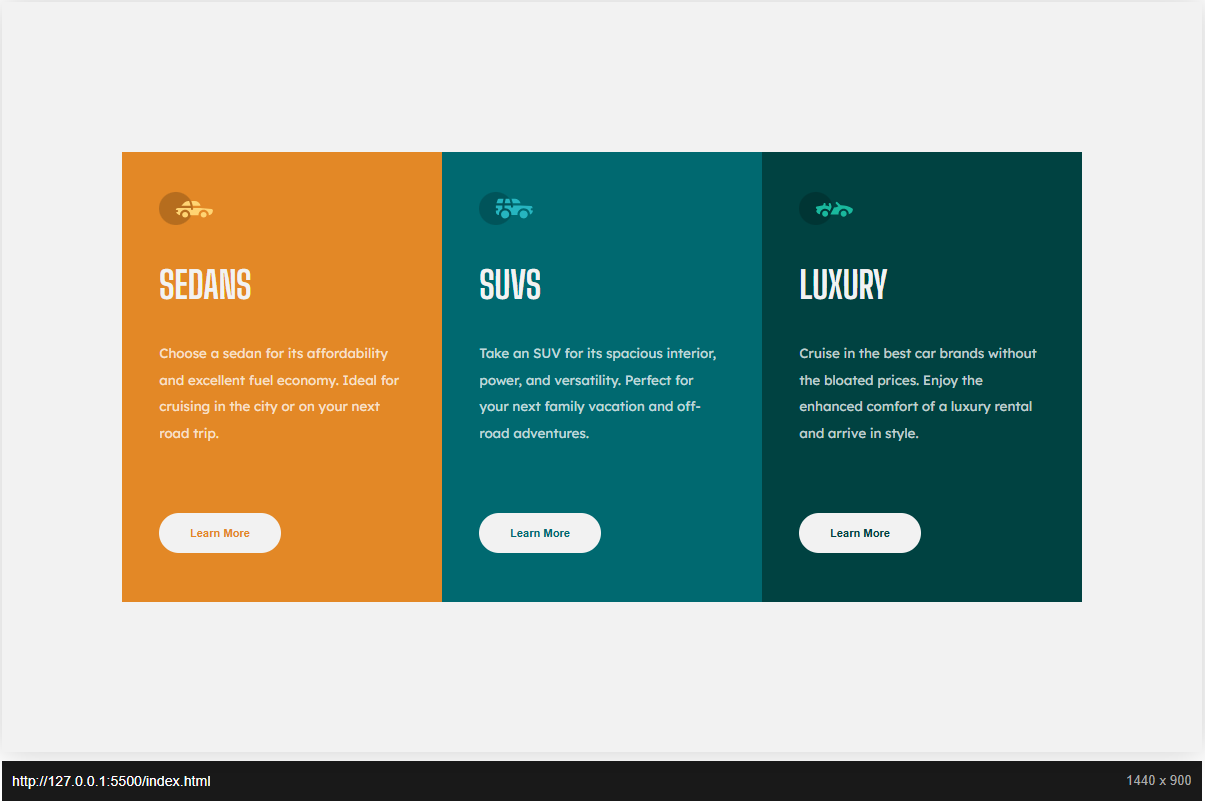 SEDANS
Choose a sedan for its affordability
and excellent fuel economy. Ideal for
cruising in the city or on your next
road trip.
Learn More
SUVS
Take an SUV for its spacious interior,
power, and versatility. Perfect for
your next family vacation and off-
road adventures.
Learn More
LUXURY
Cruise in the best car brands without
the bloated prices. Enjoy the
enhanced comfort of a luxury rental
and arrive in style.
Learn More
http://127.0.0.1:5500/index.html
1440 x 900